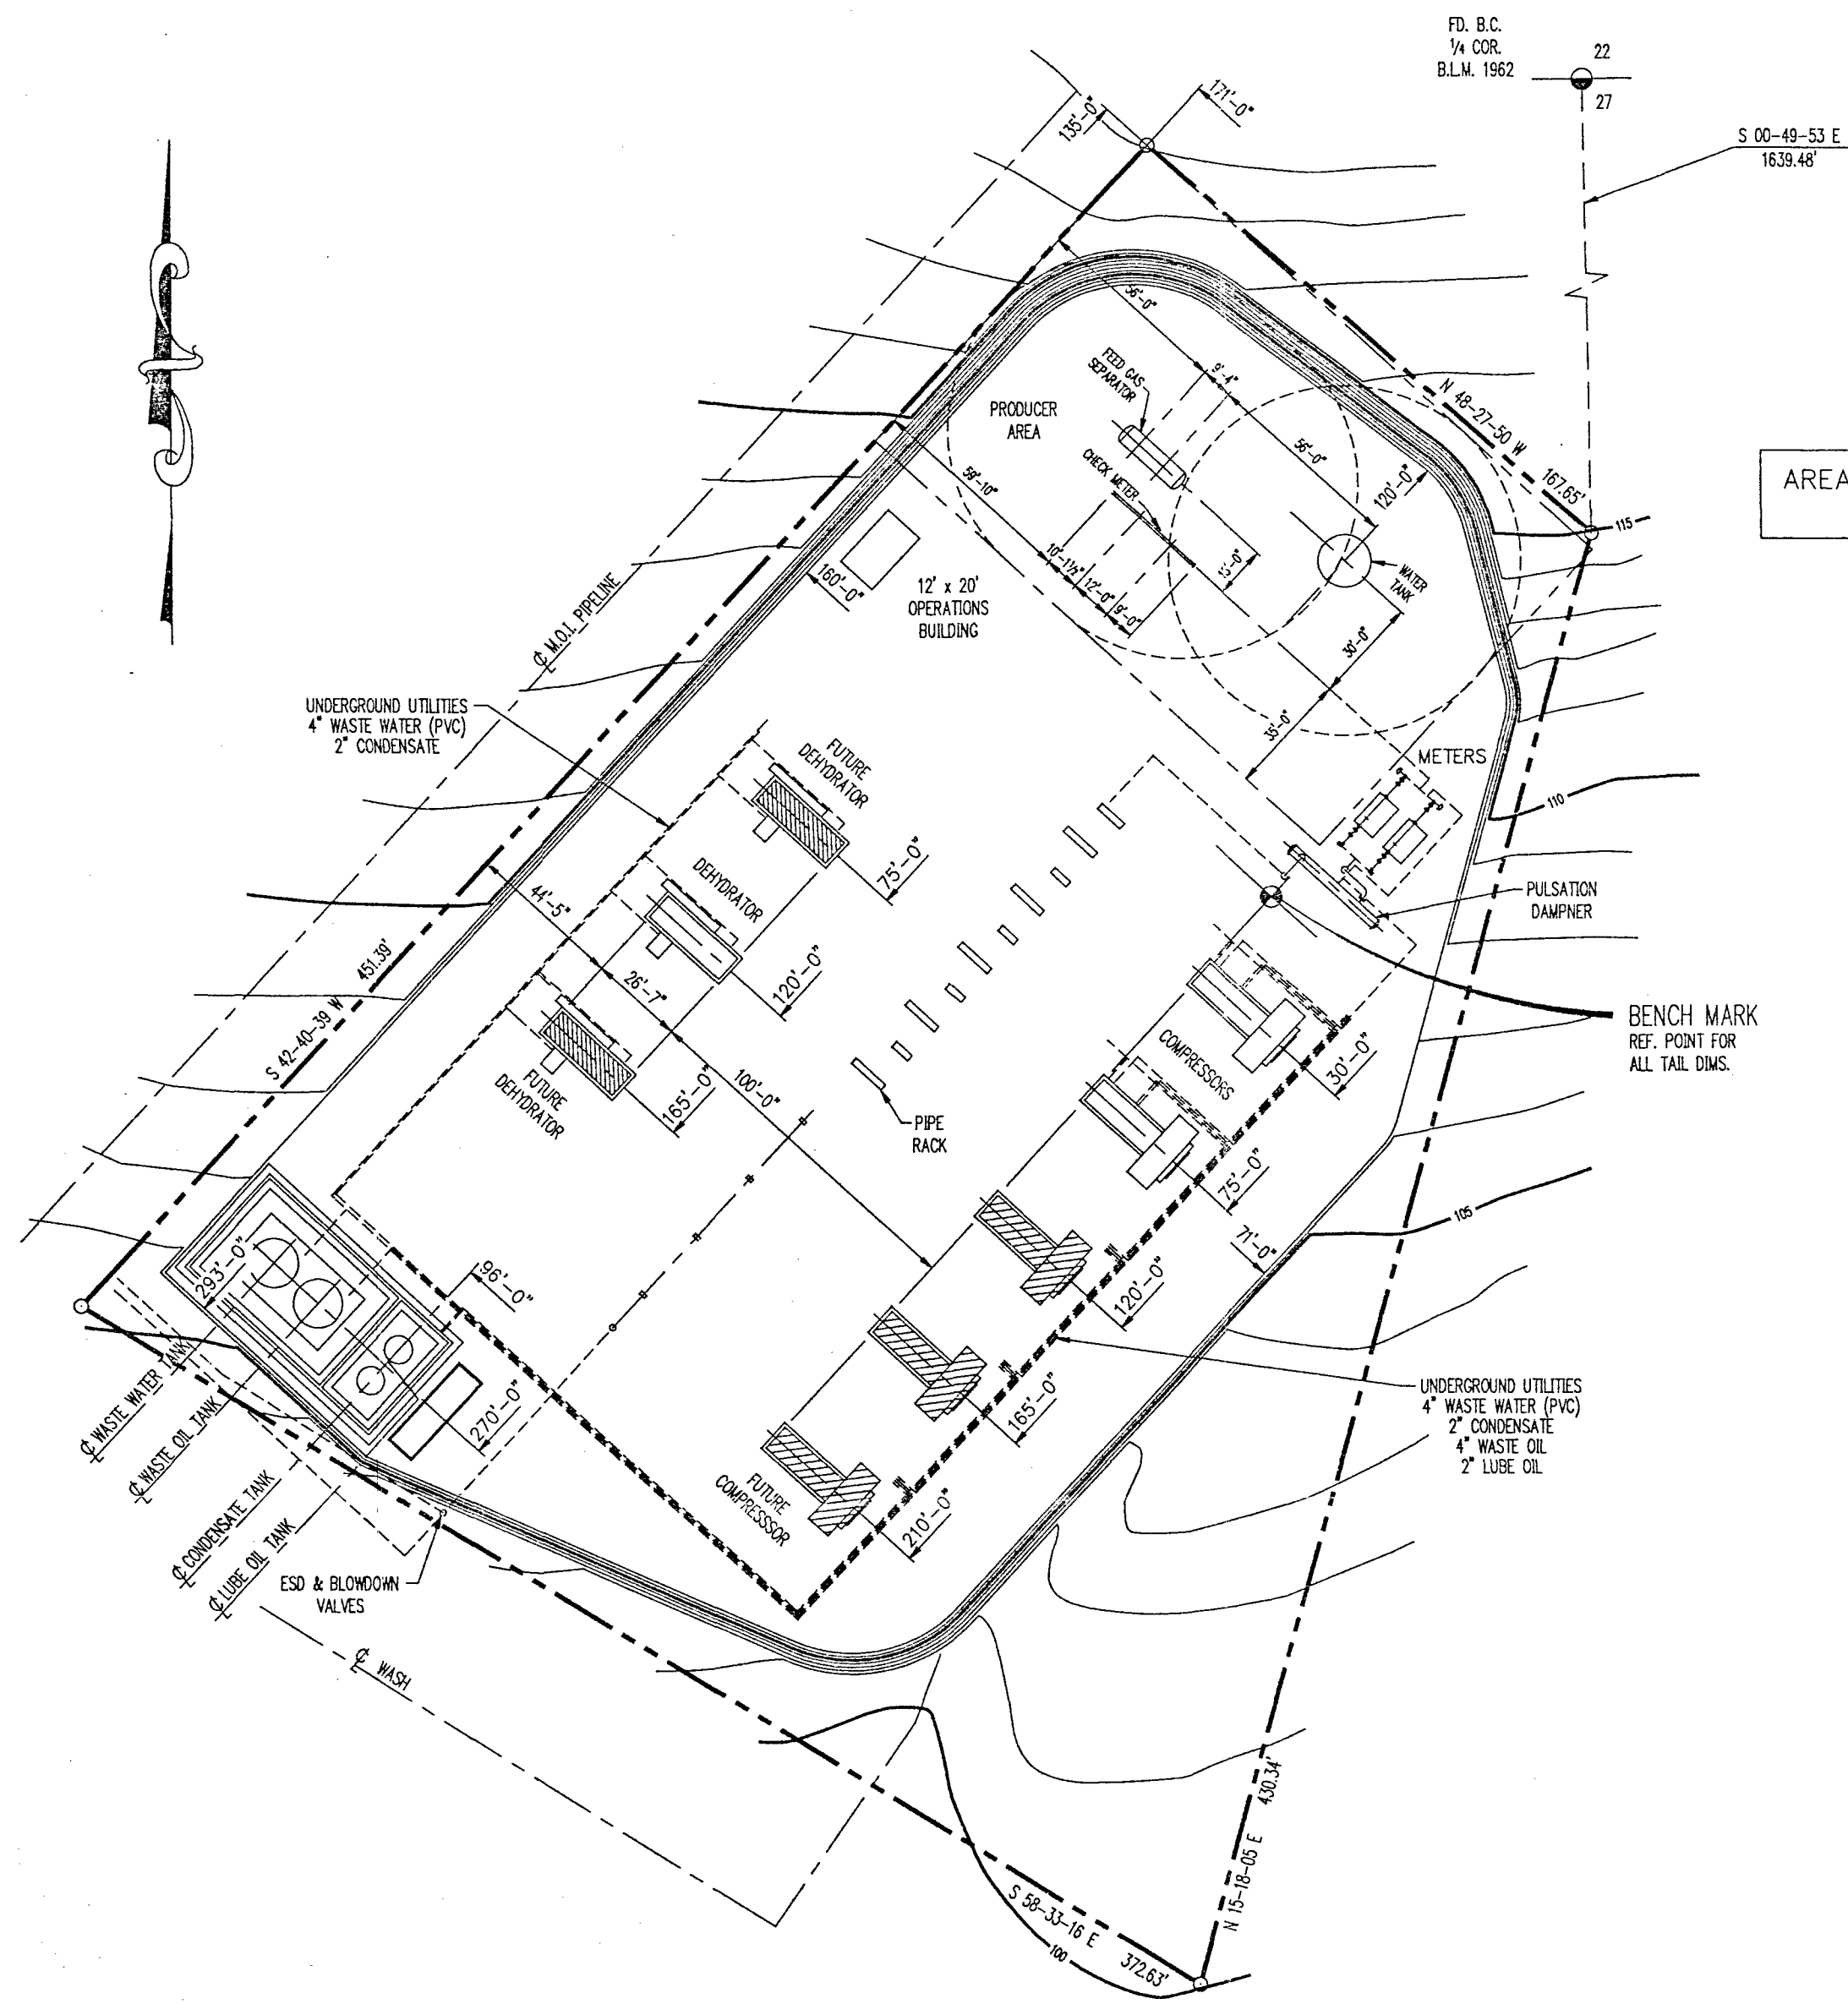 FD. B.C.
1/4 COR.
B.L.M. 1962
22
27
S 00-49-53 E
1639.48'
171'-0"
135'-0"
N 48-27-50 W 167.65'
115
AREA
56'-0"
9'-4"
56'-0"
120'-0"
FEED GAS
SEPARATOR
PRODUCER
AREA
CHECK METER
59'-10"
10'-1½"
12'-0"
9'-0"
15'-0"
WATER
TANK
30'-0"
35'-0"
160'-0"
12' x 20'
OPERATIONS
BUILDING
℄ M.O.I. PIPELINE
UNDERGROUND UTILITIES
4" WASTE WATER (PVC)
2" CONDENSATE
FUTURE
DEHYDRATOR
75'-0"
METERS
110
DEHYDRATOR
120'-0"
44'-5"
26'-7"
PULSATION
DAMPNER
S 42-40-39 W 451.39'
FUTURE
DEHYDRATOR
165'-0"
100'-0"
BENCH MARK
REF. POINT FOR
ALL TAIL DIMS.
COMPRESSORS
30'-0"
PIPE
RACK
75'-0"
105
71'-0"
293'-0"
96'-0"
120'-0"
270'-0"
165'-0"
UNDERGROUND UTILITIES
4" WASTE WATER (PVC)
2" CONDENSATE
4" WASTE OIL
2" LUBE OIL
℄ WASTE WATER TANK
℄ WASTE OIL TANK
℄ CONDENSATE TANK
℄ LUBE OIL TANK
FUTURE
COMPRESSSOR
210'-0"
ESD & BLOWDOWN
VALVES
℄ WASH
N 15-18-05 E 430.34'
S 58-33-16 E 372.63'
100